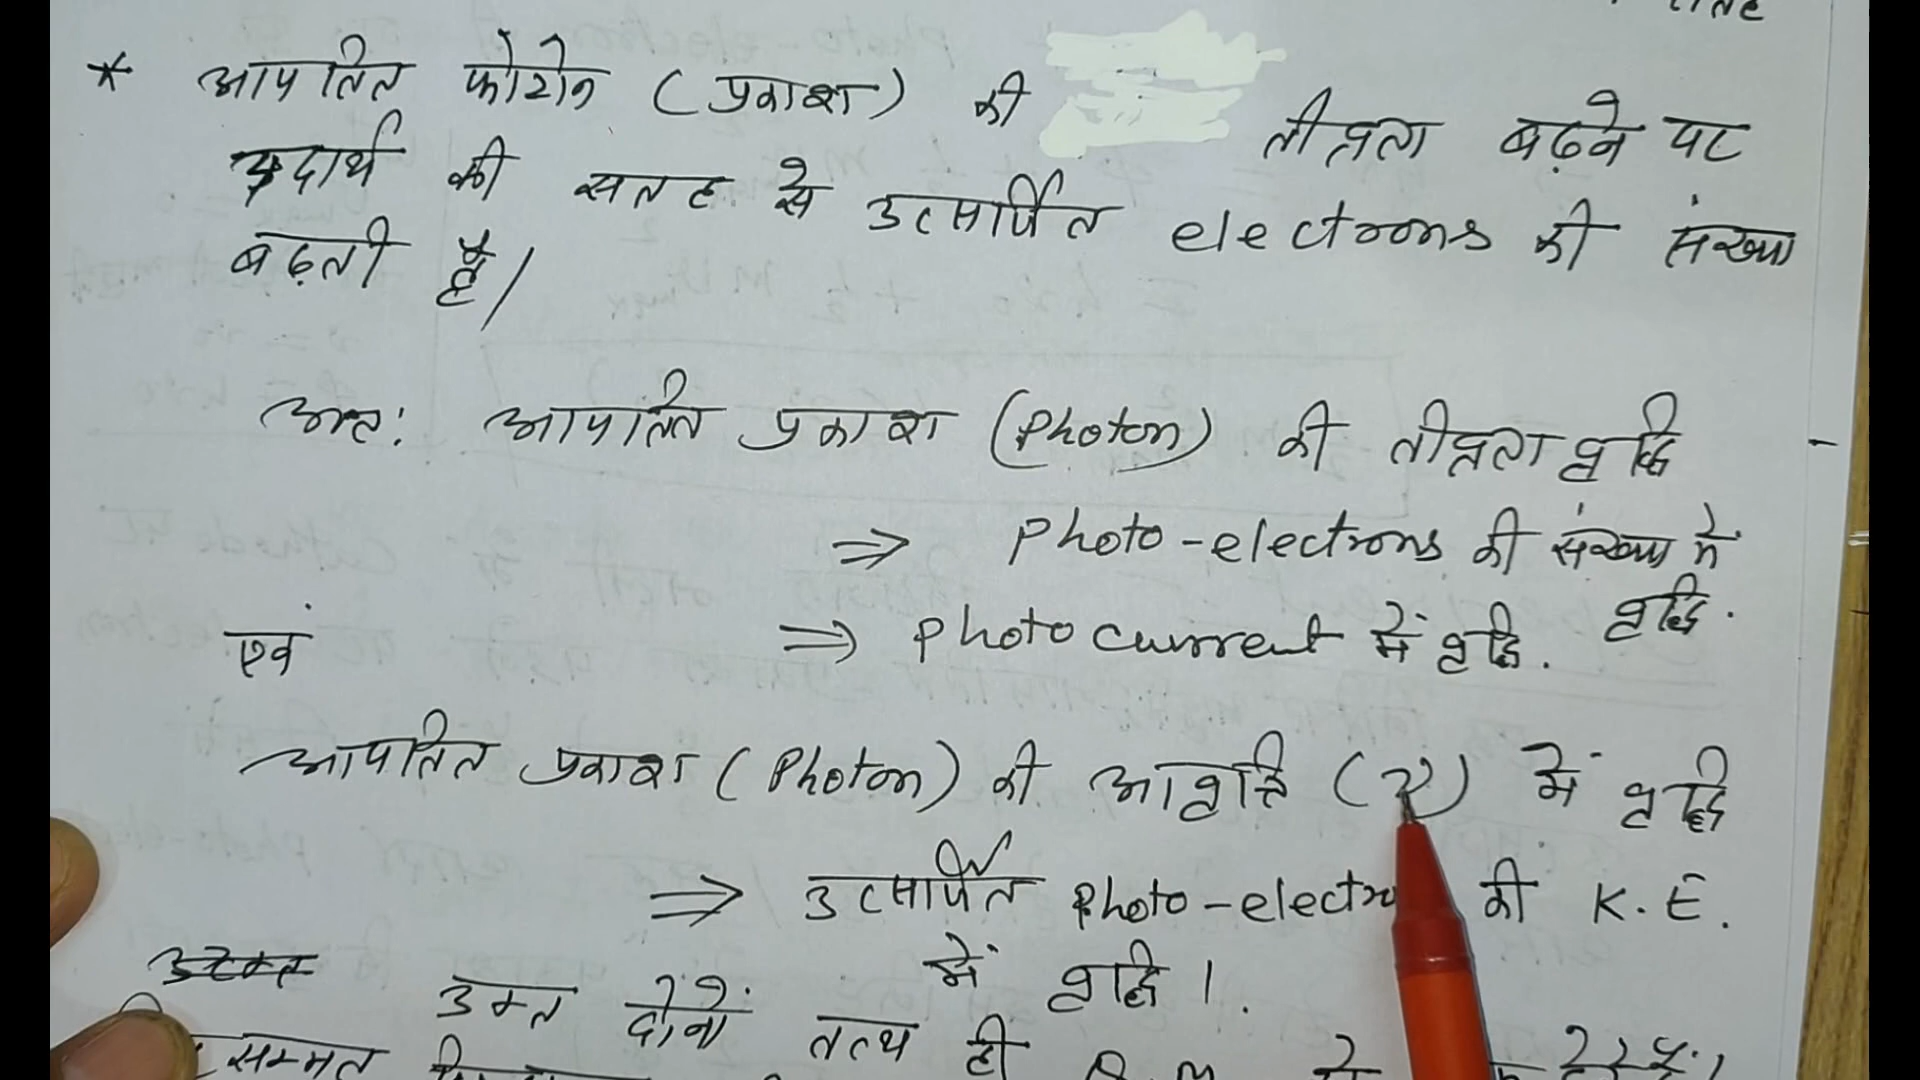 * आपतित फोटोन (प्रकाश) की तीव्रता बढ़ने पर
पदार्थ की सतह से उत्सर्जित electrons की संख्या
बढ़ती है।
अतः आपतित प्रकाश (Photon) की तीव्रता वृद्धि
⇒ Photo-electrons की संख्या में
वृद्धि.
एवं ⇒ Photo current में वृद्धि.
आपतित प्रकाश (Photon) की आवृत्ति (ν) में वृद्धि
⇒ उत्सर्जित Photo-electro की K.E.
में वृद्धि।
उक्त दोनों तथ्य ही